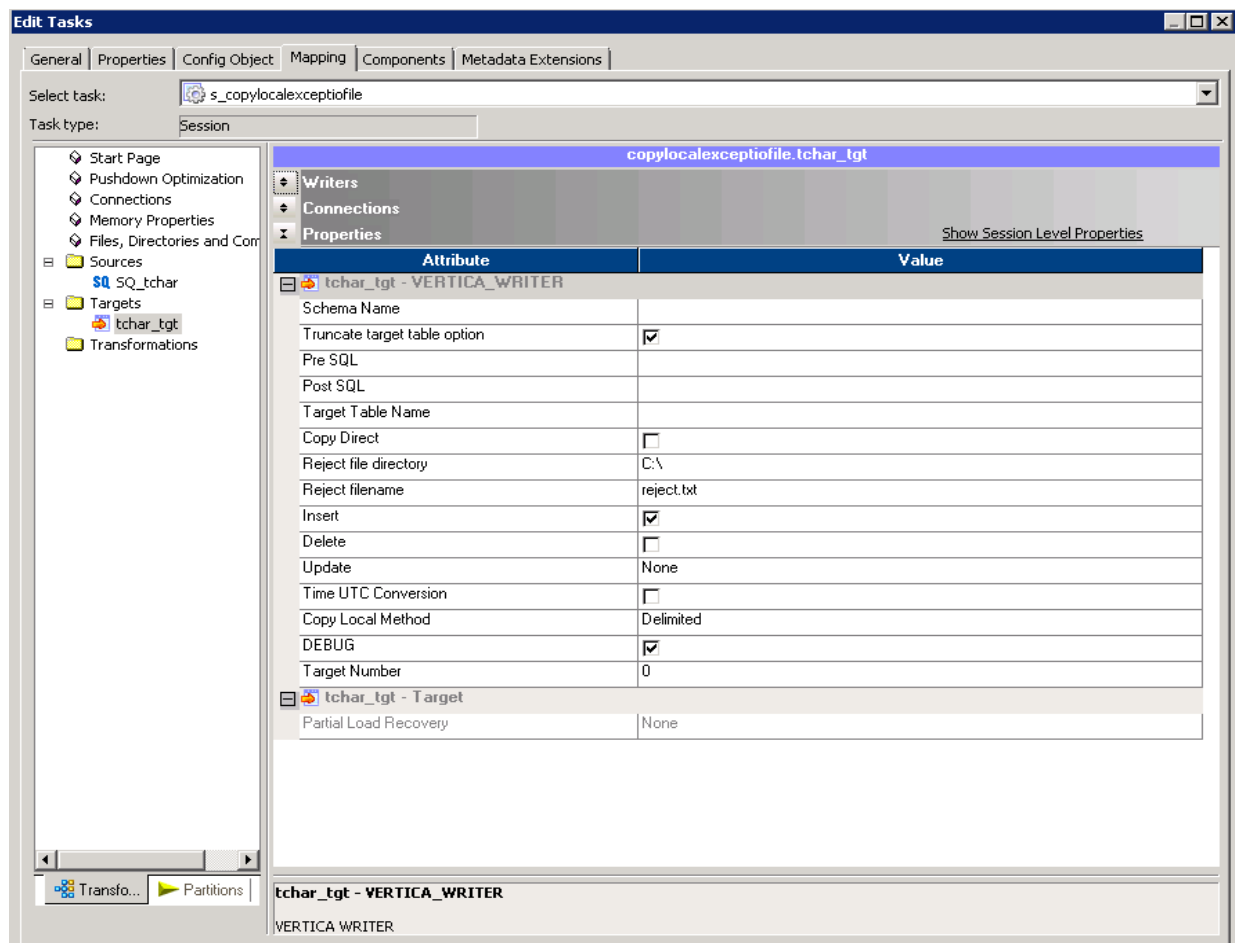 Edit Tasks
General Properties Config Object Mapping Components Metadata Extensions
Select task: s_copylocalexceptiofile
Task type: Session
Start Page
Pushdown Optimization
Connections
Memory Properties
Files, Directories and Com
Sources
SQ SQ_tchar
Targets
tchar_tgt
Transformations
Transfo... Partitions
copylocalexceptiofile.tchar_tgt
Writers
Connections
Properties Show Session Level Properties
Attribute Value
tchar_tgt - VERTICA_WRITER
Schema Name
Truncate target table option
Pre SQL
Post SQL
Target Table Name
Copy Direct
Reject file directory C:\
Reject filename reject.txt
Insert
Delete
Update None
Time UTC Conversion
Copy Local Method Delimited
DEBUG
Target Number 0
tchar_tgt - Target
Partial Load Recovery None
tchar_tgt - VERTICA_WRITER
VERTICA WRITER